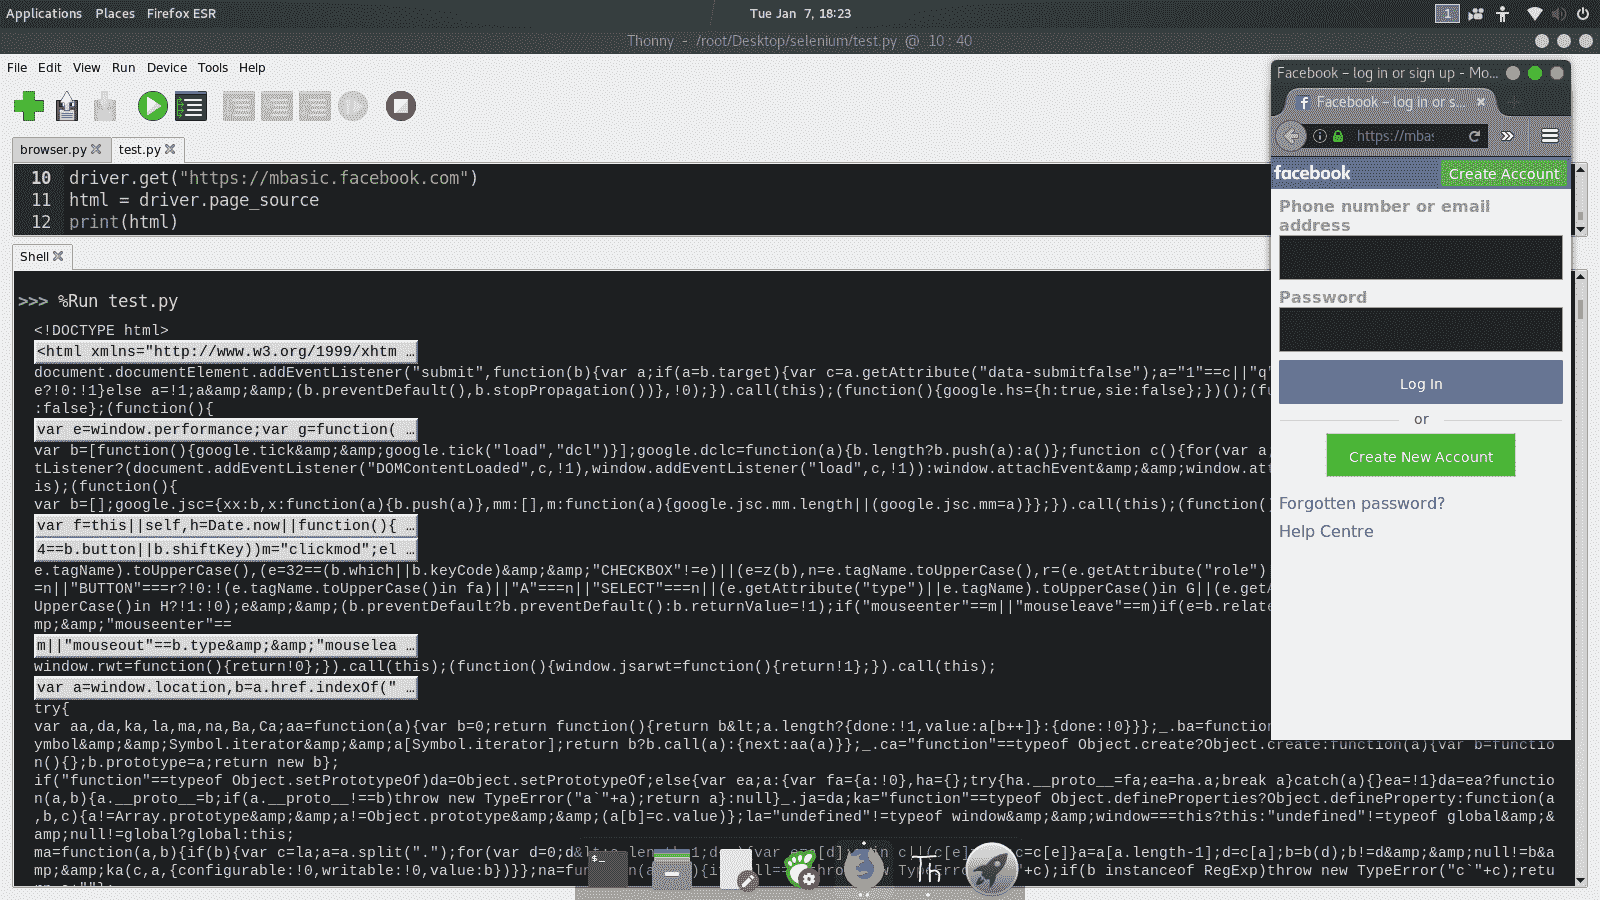 Applications Places Firefox ESR
Tue Jan 7, 18:23
1
Thonny - /root/Desktop/selenium/test.py @ 10 : 40
File Edit View Run Device Tools Help
browser.py
test.py
10 driver.get("https://mbasic.facebook.com")
11 html = driver.page_source
12 print(html)
Shell
>>> %Run test.py
<!DOCTYPE html>
<html xmlns="http://www.w3.org/1999/xhtm …
document.documentElement.addEventListener("submit",function(b){var a;if(a=b.target){var c=a.getAttribute("data-submitfalse");a="1"==c||"q"
e?!0:!1}else a=!1;a&amp;&amp;(b.preventDefault(),b.stopPropagation())},!0);}).call(this);(function(){google.hs={h:true,sie:false};})();(fu
:false};(function(){
var e=window.performance;var g=function( …
var b=[function(){google.tick&amp;&amp;google.tick("load","dcl")}];google.dclc=function(a){b.length?b.push(a):a()};function c(){for(var a;
tListener?(document.addEventListener("DOMContentLoaded",c,!1),window.addEventListener("load",c,!1)):window.attachEvent&amp;&amp;window.att
is);(function(){
var b=[];google.jsc={xx:b,x:function(a){b.push(a)},mm:[],m:function(a){google.jsc.mm.length||(google.jsc.mm=a)}};}).call(this);(function()
var f=this||self,h=Date.now||function(){ …
4==b.button||b.shiftKey))m="clickmod";el …
e.tagName).toUpperCase(),(e=32==(b.which||b.keyCode)&amp;&amp;"CHECKBOX"!=e)||(e=z(b),n=e.tagName.toUpperCase(),r=(e.getAttribute("role")
=n||"BUTTON"===r?!0:!(e.tagName.toUpperCase()in fa)||"A"===n||"SELECT"===n||(e.getAttribute("type")||e.tagName).toUpperCase()in G||(e.getA
UpperCase()in H?!1:!0);e&amp;&amp;(b.preventDefault?b.preventDefault():b.returnValue=!1);if("mouseenter"==m||"mouseleave"==m)if(e=b.relate
mp;&amp;"mouseenter"==
m||"mouseout"==b.type&amp;&amp;"mouselea …
window.rwt=function(){return!0};}).call(this);(function(){window.jsarwt=function(){return!1};}).call(this);
var a=window.location,b=a.href.indexOf(" …
try{
var aa,da,ka,la,ma,na,Ba,Ca;aa=function(a){var b=0;return function(){return b&lt;a.length?{done:!1,value:a[b++]}:{done:!0}}};_.ba=function
ymbol&amp;&amp;Symbol.iterator&amp;&amp;a[Symbol.iterator];return b?b.call(a):{next:aa(a)}};_.ca="function"==typeof Object.create?Object.create:function(a){var b=functio
n(){};b.prototype=a;return new b};
if("function"==typeof Object.setPrototypeOf)da=Object.setPrototypeOf;else{var ea;a:{var fa={a:!0},ha={};try{ha.__proto__=fa;ea=ha.a;break a}catch(a){}ea=!1}da=ea?functio
n(a,b){a.__proto__=b;if(a.__proto__!==b)throw new TypeError("a`"+a);return a}:null}_.ja=da;ka="function"==typeof Object.defineProperties?Object.defineProperty:function(a
,b,c){a!=Array.prototype&amp;&amp;a!=Object.prototype&amp;&amp;(a[b]=c.value)};la="undefined"!=typeof window&amp;&amp;window===this?this:"undefined"!=typeof global&amp;&
amp;null!=global?global:this;
ma=function(a,b){if(b){var c=la;a=a.split(".");for(var d=0;d&lt;a.length-1;d++){var e=a[d];e in c||(c[e]={});c=c[e]}a=a[a.length-1];d=c[a];b=b(d);b!=d&amp;&amp;null!=b&a
mp;&amp;ka(c,a,{configurable:!0,writable:!0,value:b})}};na=function(a,b,c){if(null==a)throw new TypeError("b`"+c);if(b instanceof RegExp)throw new TypeError("c`"+c);retu
Facebook – log in or sign up - Mo...
Facebook – log in or s...
https://mbas
facebook
Create Account
Phone number or email
address
Password
Log In
or
Create New Account
Forgotten password?
Help Centre